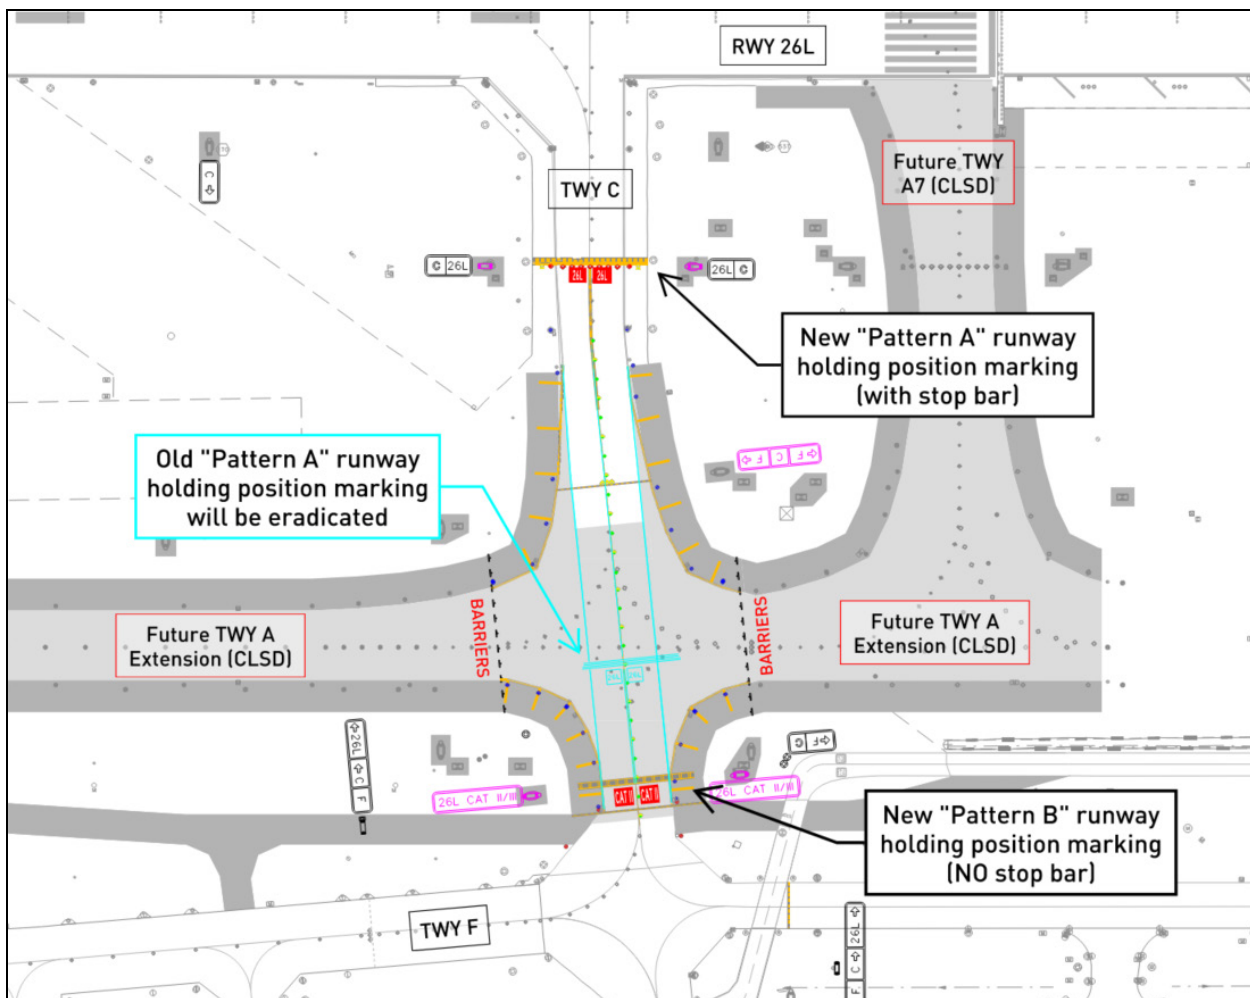 RWY 26L
Future TWY
A7 (CLSD)
TWY C
C
C 26L
26L 26L
26L C
New "Pattern A" runway
holding position marking
(with stop bar)
Old "Pattern A" runway
holding position marking
will be eradicated
F C F
BARRIERS
BARRIERS
Future TWY A
Extension (CLSD)
Future TWY A
Extension (CLSD)
26L 26L
26L C F
C F
26L CAT II/III
CAT II CAT II
26L CAT II/III
New "Pattern B" runway
holding position marking
(NO stop bar)
TWY F
F C 26L